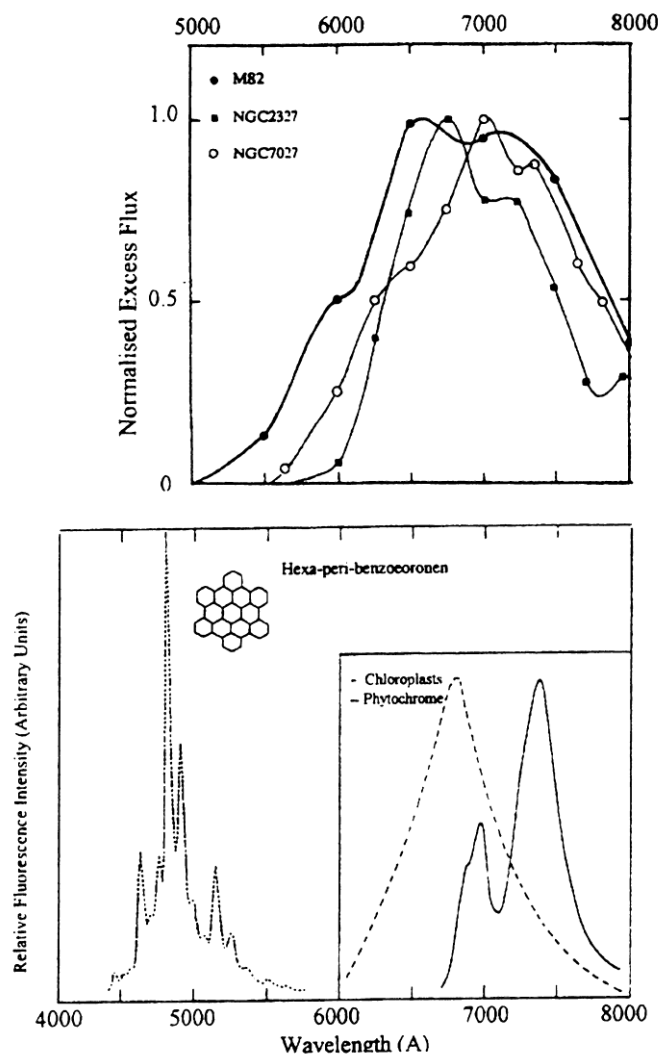 5000 6000 7000 8000
M82
NGC2327
NGC7027
1.0
0.5
0
Normalised Excess Flux
Hexa-peri-benzoeoronen
- Chloroplasts
— Phytochrome
Relative Fluorescence Intensity (Arbitrary Units)
4000 5000 6000 7000 8000
Wavelength (A)